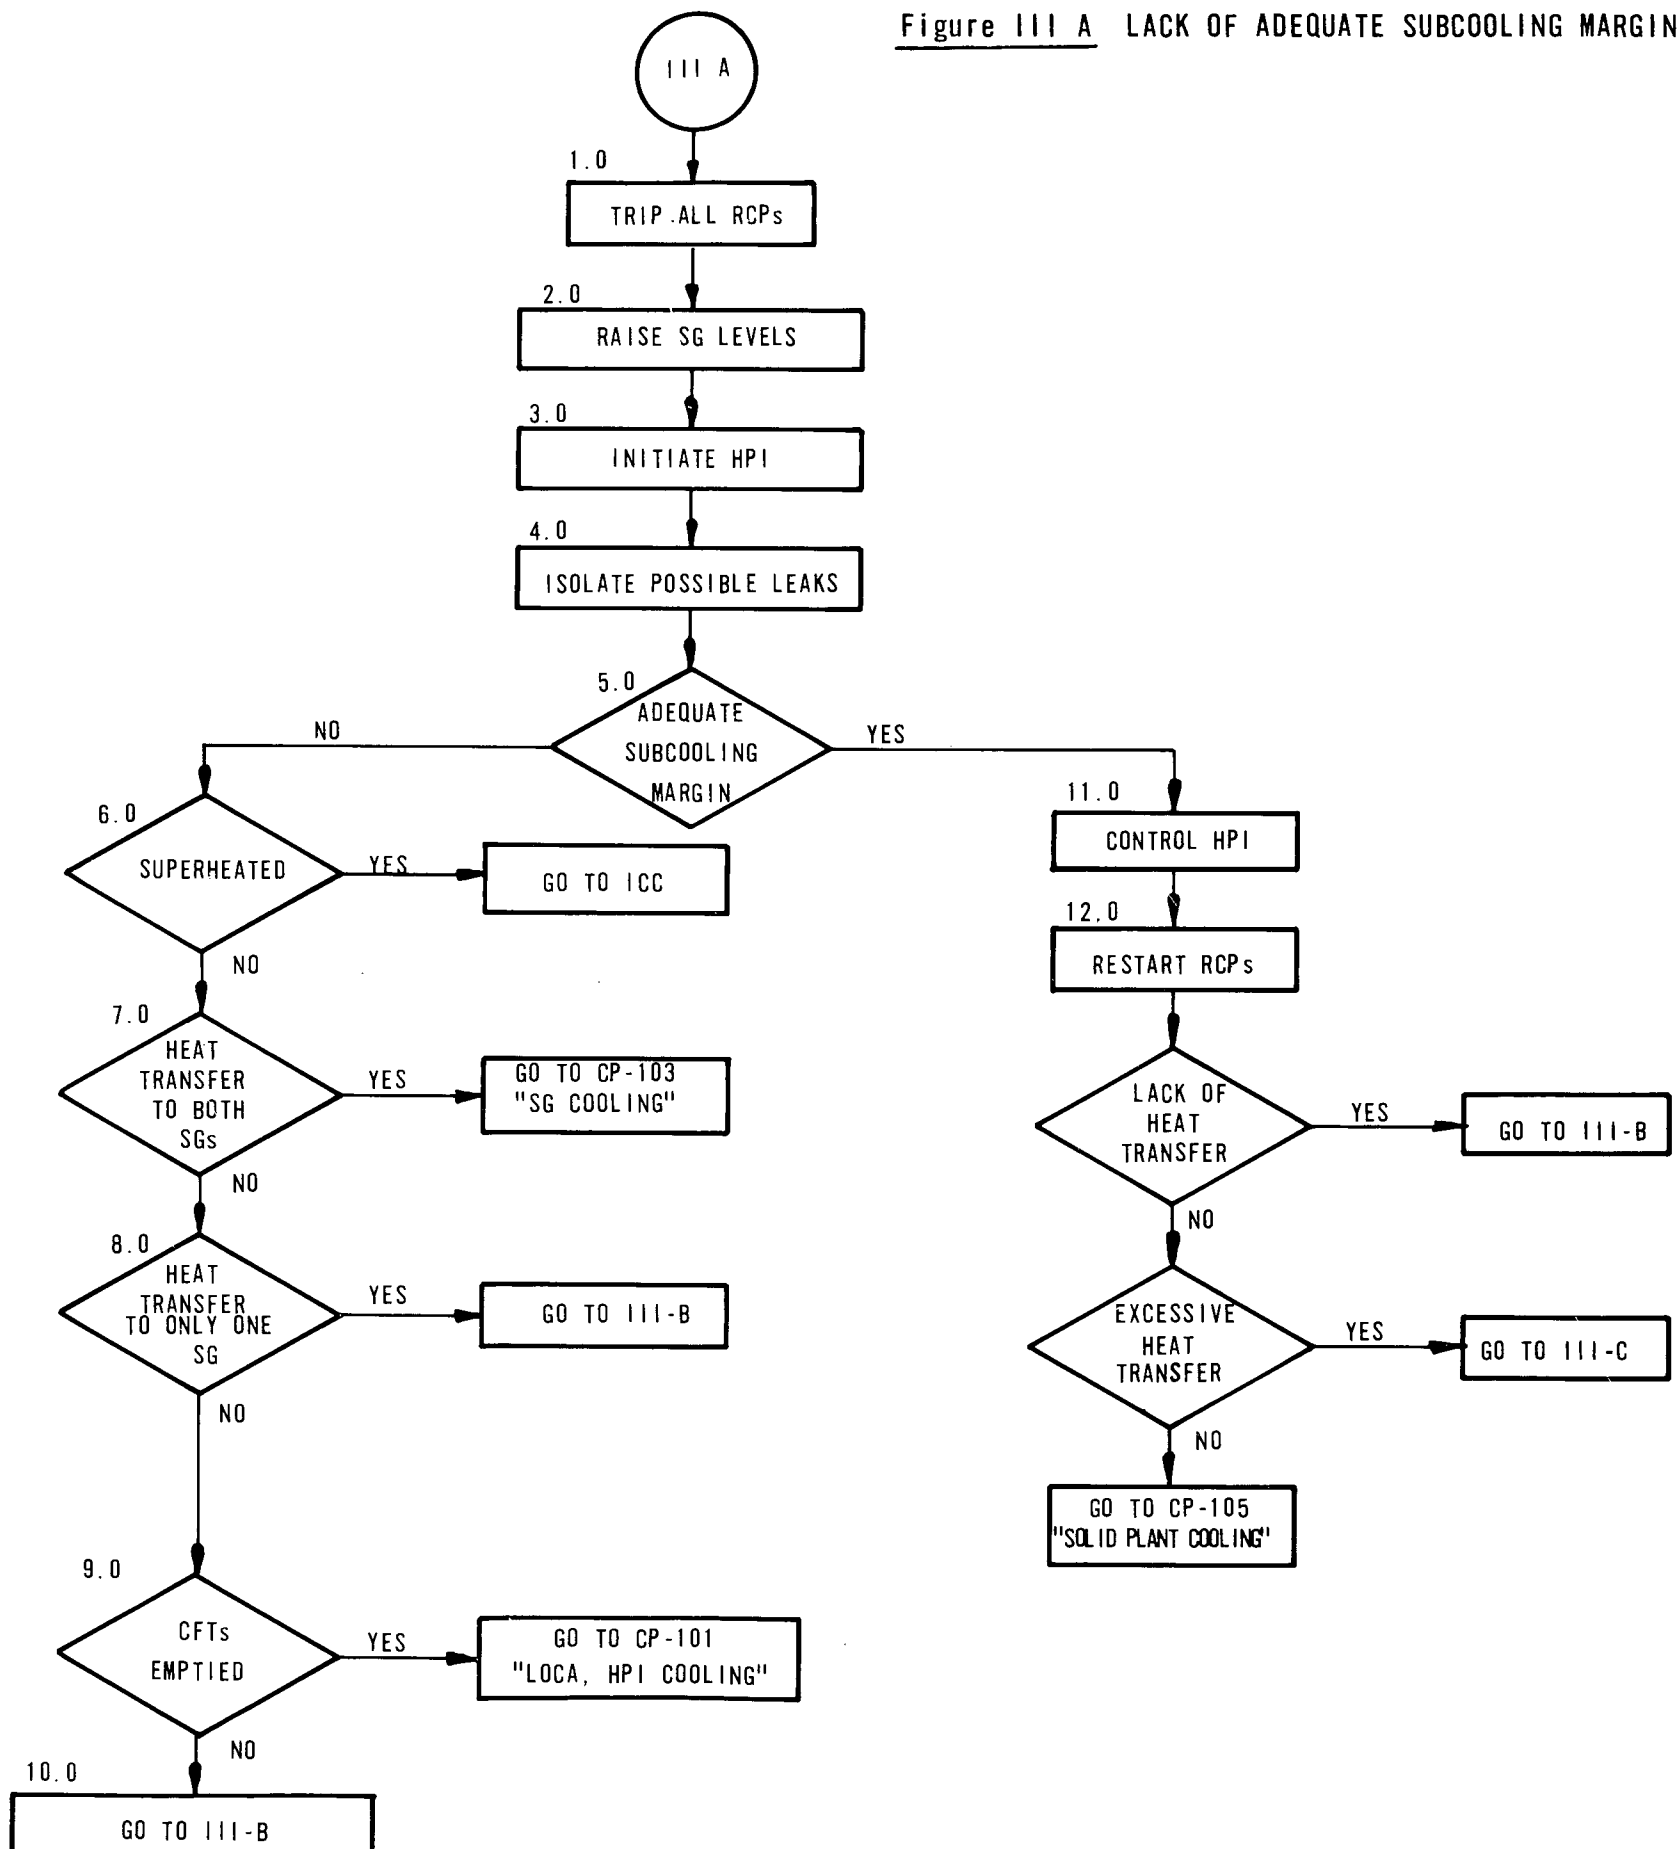 Figure III A LACK OF ADEQUATE SUBCOOLING MARGIN
III A
1.0
TRIP ALL RCPs
2.0
RAISE SG LEVELS
3.0
INITIATE HPI
4.0
ISOLATE POSSIBLE LEAKS
5.0
ADEQUATE
SUBCOOLING
MARGIN
NO
YES
6.0
SUPERHEATED
YES
GO TO ICC
NO
7.0
HEAT
TRANSFER
TO BOTH
SGs
YES
GO TO CP-103
"SG COOLING"
NO
8.0
HEAT
TRANSFER
TO ONLY ONE
SG
YES
GO TO III-B
NO
9.0
CFTs
EMPTIED
YES
GO TO CP-101
"LOCA, HPI COOLING"
NO
10.0
GO TO III-B
11.0
CONTROL HPI
12.0
RESTART RCPs
LACK OF
HEAT
TRANSFER
YES
GO TO III-B
NO
EXCESSIVE
HEAT
TRANSFER
YES
GO TO III-C
NO
GO TO CP-105
"SOLID PLANT COOLING"